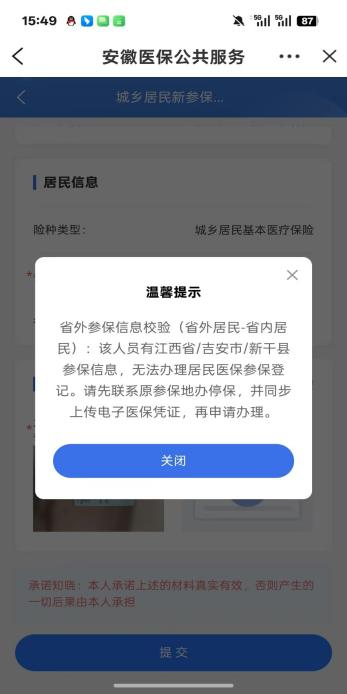 15:49
5G
5G
87
安徽医保公共服务
城乡居民新参保...
居民信息
险种类型：
城乡居民基本医疗保险
温馨提示
省外参保信息校验（省外居民-省内居
民）：该人员有江西省/吉安市/新干县
参保信息，无法办理居民医保参保登
记。请先联系原参保地办停保，并同步
上传电子医保凭证，再申请办理。
关闭
承诺知晓：本人承诺上述的材料真实有效，否则产生的
一切后果由本人承担
提交